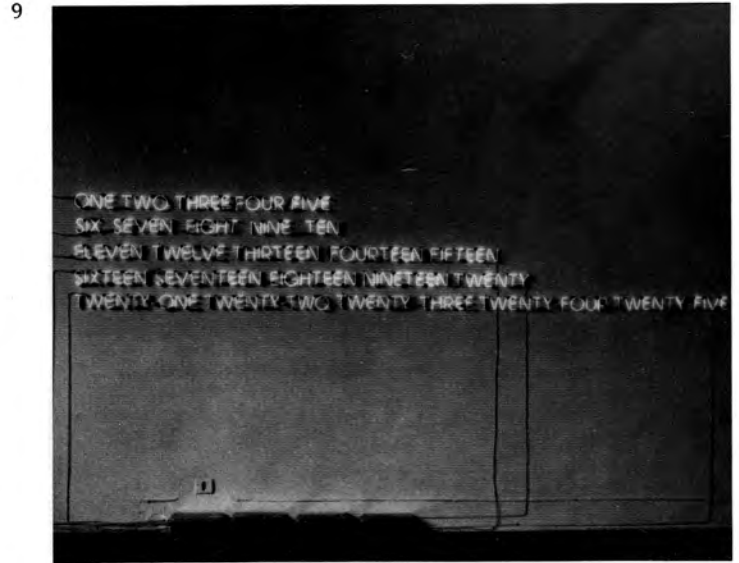 9
ONE TWO THREE FOUR FIVE
SIX SEVEN EIGHT NINE TEN
ELEVEN TWELVE THIRTEEN FOURTEEN FIFTEEN
SIXTEEN SEVENTEEN EIGHTEEN NINETEEN TWENTY
TWENTY-ONE TWENTY-TWO TWENTY THREE TWENTY FOUR TWENTY FIVE